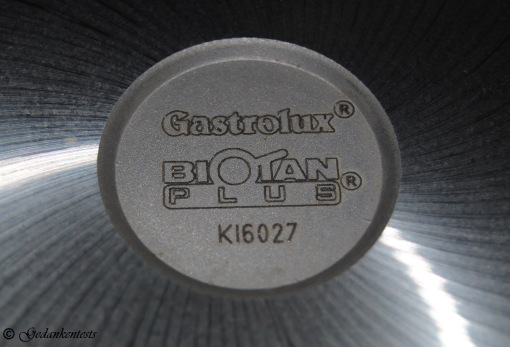 Gastrolux®
BIOTAN
PLUS®
KI6027
© Gedankentests